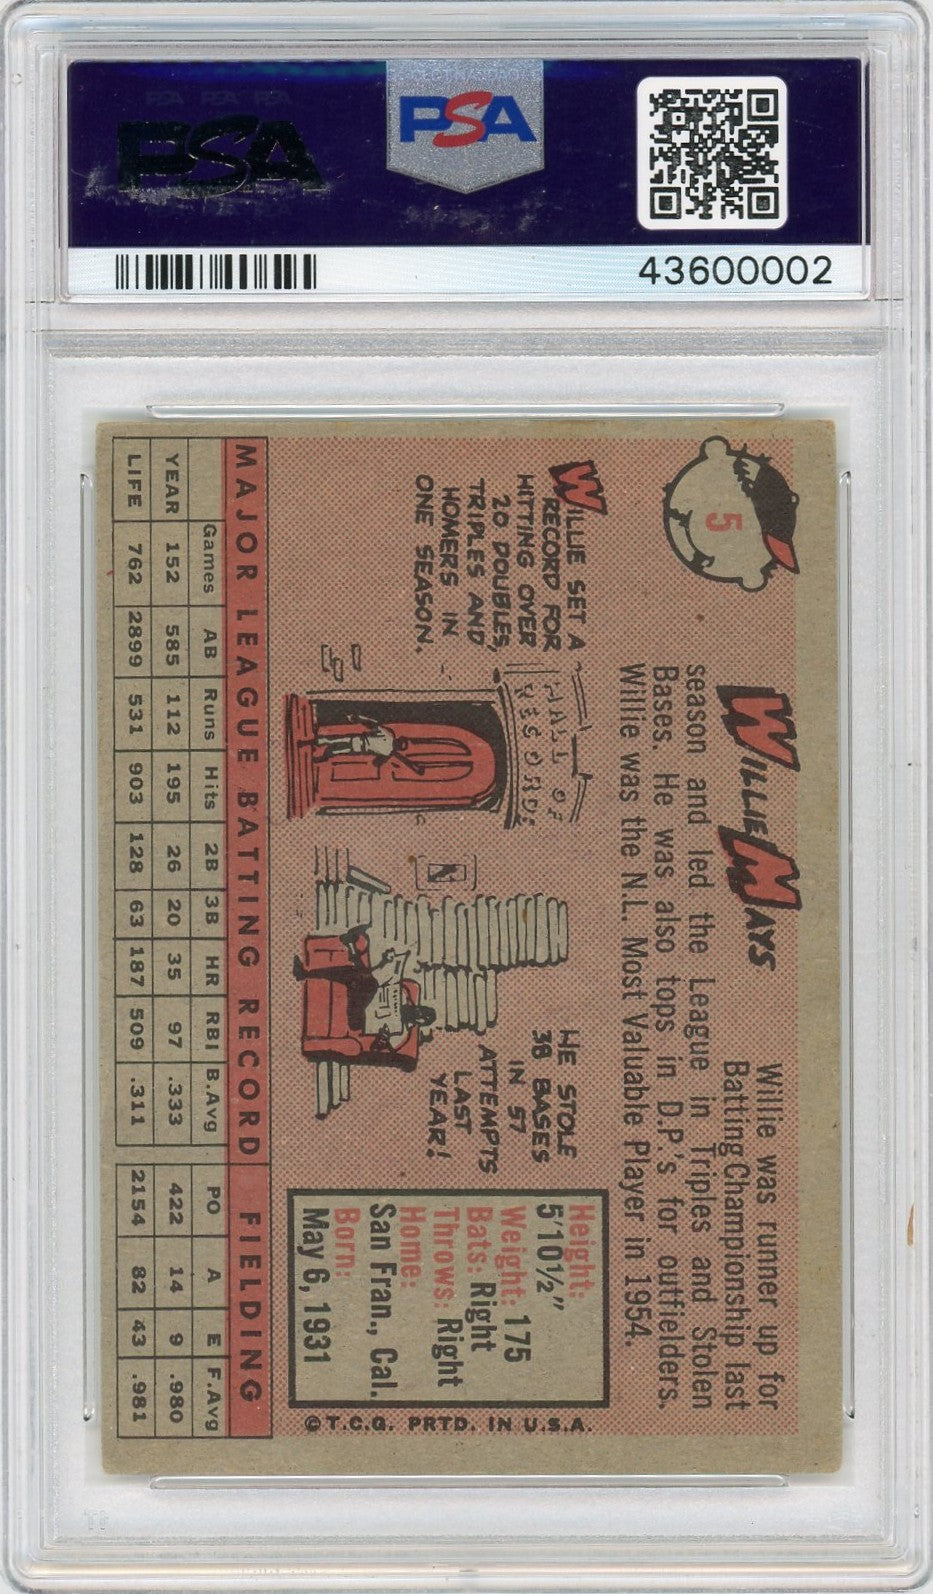 PSA PSA PSA
PSA
PSA
43600002
5
WILLIE MAYS
Willie was runner up for
Batting Championship last
season and led the League in Triples and Stolen
Bases. He was also tops in D.P.'s for outfielders.
Willie was the N.L. Most Valuable Player in 1954.
WILLIE SET A
RECORD FOR
HITTING OVER
20 DOUBLES,
TRIPLES AND
HOMERS IN
ONE SEASON.
HALL OF
RECORDS
N
HE STOLE
38 BASES
IN 57
ATTEMPTS
LAST
YEAR!
Height:
5'10½"
Weight: 175
Bats: Right
Throws: Right
Home:
San Fran., Cal.
Born:
May 6, 1931
©T.C.G. PRTD. IN U.S.A.
MAJOR LEAGUE BATTING RECORD FIELDING
Games AB Runs Hits 2B 3B HR RBI B.Avg PO A E F.Avg
YEAR 152 585 112 195 26 20 35 97 .333 422 14 9 .980
LIFE 762 2899 531 903 128 63 187 509 .311 2154 82 43 .981